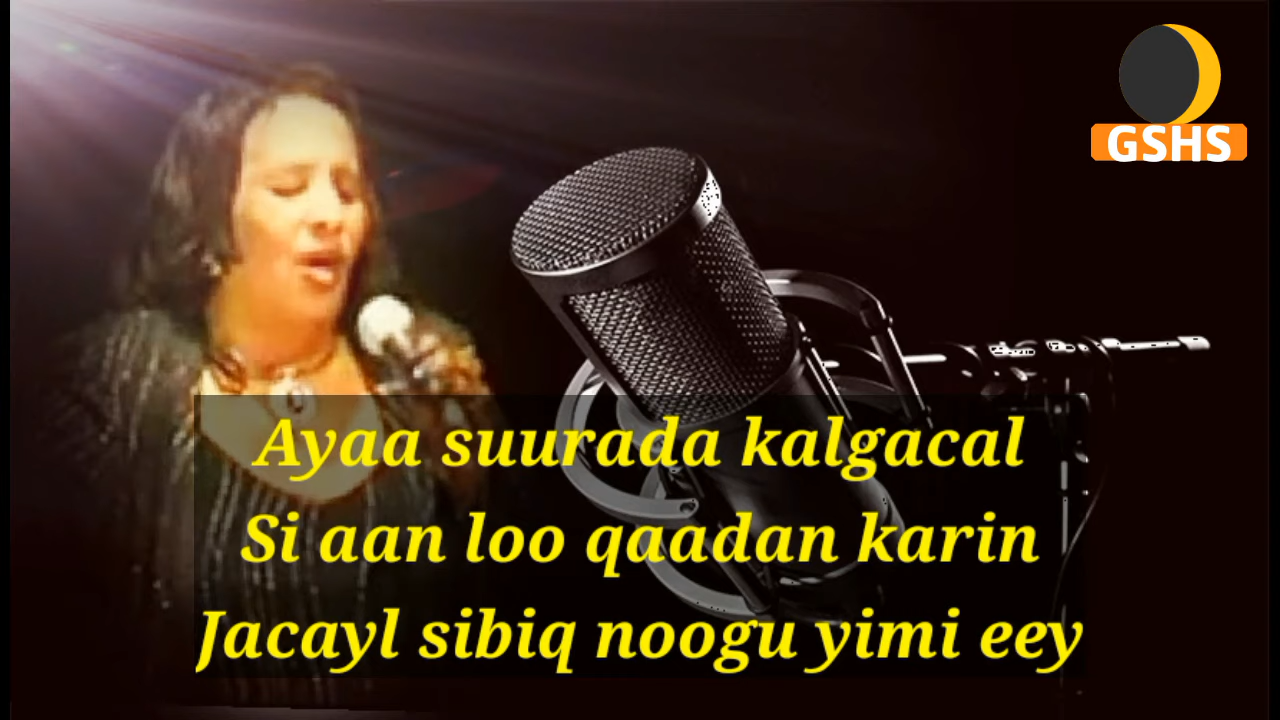 GSHS
Ayaa suurada kalgacal
Si aan loo qaadan karin
Jacayl sibiq noogu yimi eey